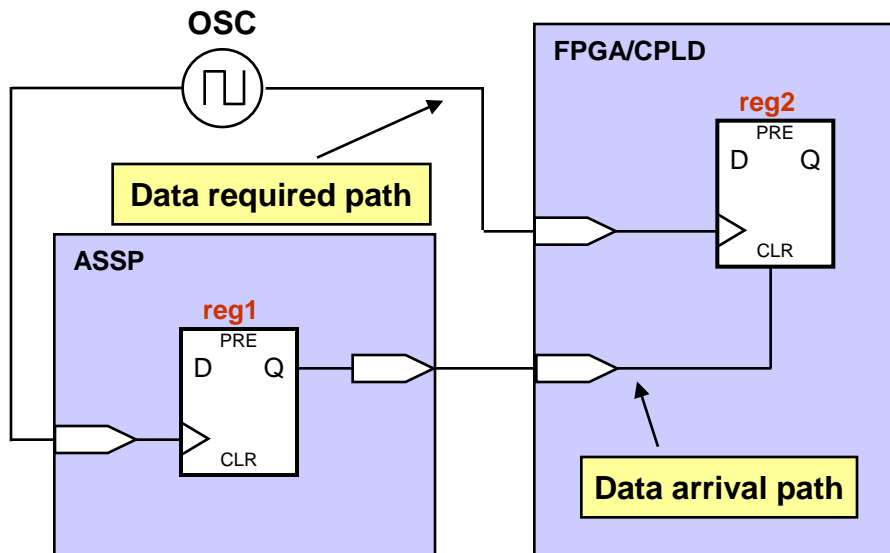 OSC
FPGA/CPLD
reg2
PRE
D Q
CLR
Data required path
ASSP
reg1
PRE
D Q
CLR
Data arrival path